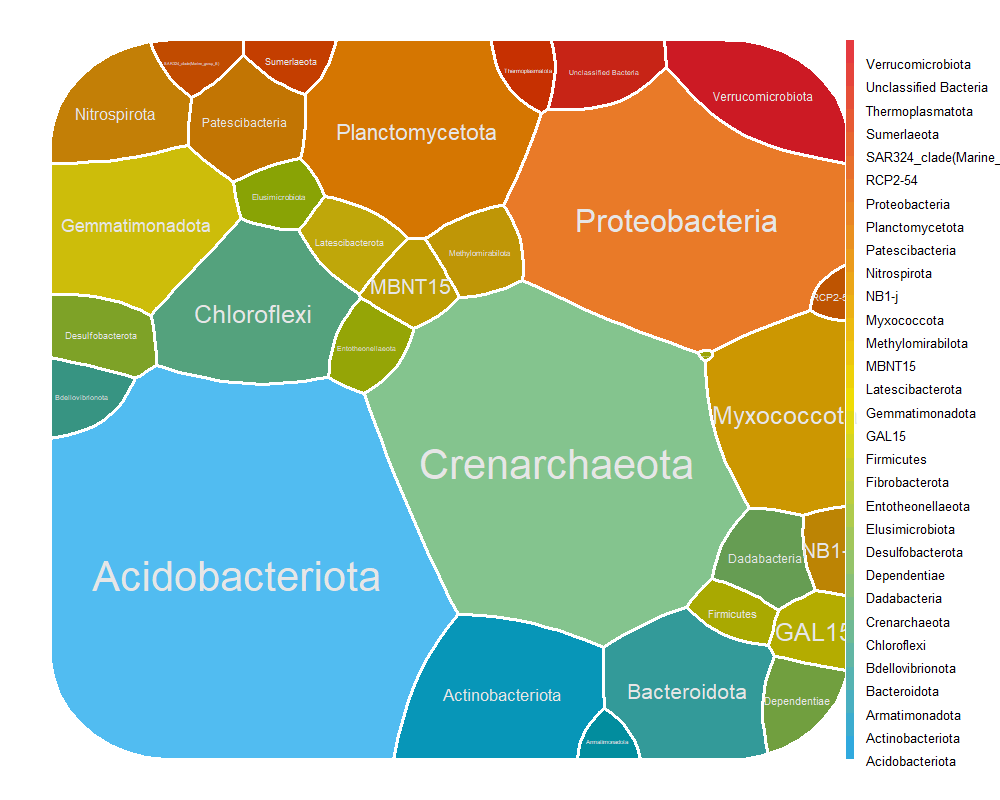 SAR324_clade(Marine_group_B)
Sumerlaeota
Thermoplasmatota
Unclassified Bacteria
Verrucomicrobiota
Nitrospirota
Patescibacteria
Planctomycetota
Proteobacteria
Gemmatimonadota
Elusimicrobiota
Latescibacterota
Methylomirabilota
MBNT15
RCP2-5
Chloroflexi
Desulfobacterota
Entotheonellaeota
Bdellovibrionota
Myxococcot
Crenarchaeota
Acidobacteriota
Dadabacteria
NB1-
Firmicutes
GAL15
Actinobacteriota
Bacteroidota
Dependentiae
Armatimonadota
Verrucomicrobiota
Unclassified Bacteria
Thermoplasmatota
Sumerlaeota
SAR324_clade(Marine_
RCP2-54
Proteobacteria
Planctomycetota
Patescibacteria
Nitrospirota
NB1-j
Myxococcota
Methylomirabilota
MBNT15
Latescibacterota
Gemmatimonadota
GAL15
Firmicutes
Fibrobacterota
Entotheonellaeota
Elusimicrobiota
Desulfobacterota
Dependentiae
Dadabacteria
Crenarchaeota
Chloroflexi
Bdellovibrionota
Bacteroidota
Armatimonadota
Actinobacteriota
Acidobacteriota